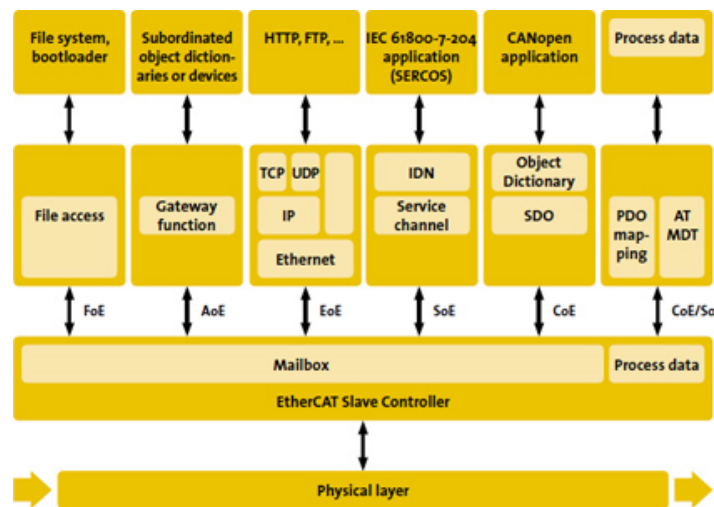 File system,
bootloader
Subordinated
object diction-
aries or devices
HTTP, FTP, ...
IEC 61800-7-204
application
(SERCOS)
CANopen
application
Process data
File access
Gateway
function
TCP UDP
IP
Ethernet
IDN
Service
channel
Object
Dictionary
SDO
PDO
map-
ping
AT
MDT
FoE
AoE
EoE
SoE
CoE
CoE/So
Mailbox
Process data
EtherCAT Slave Controller
Physical layer